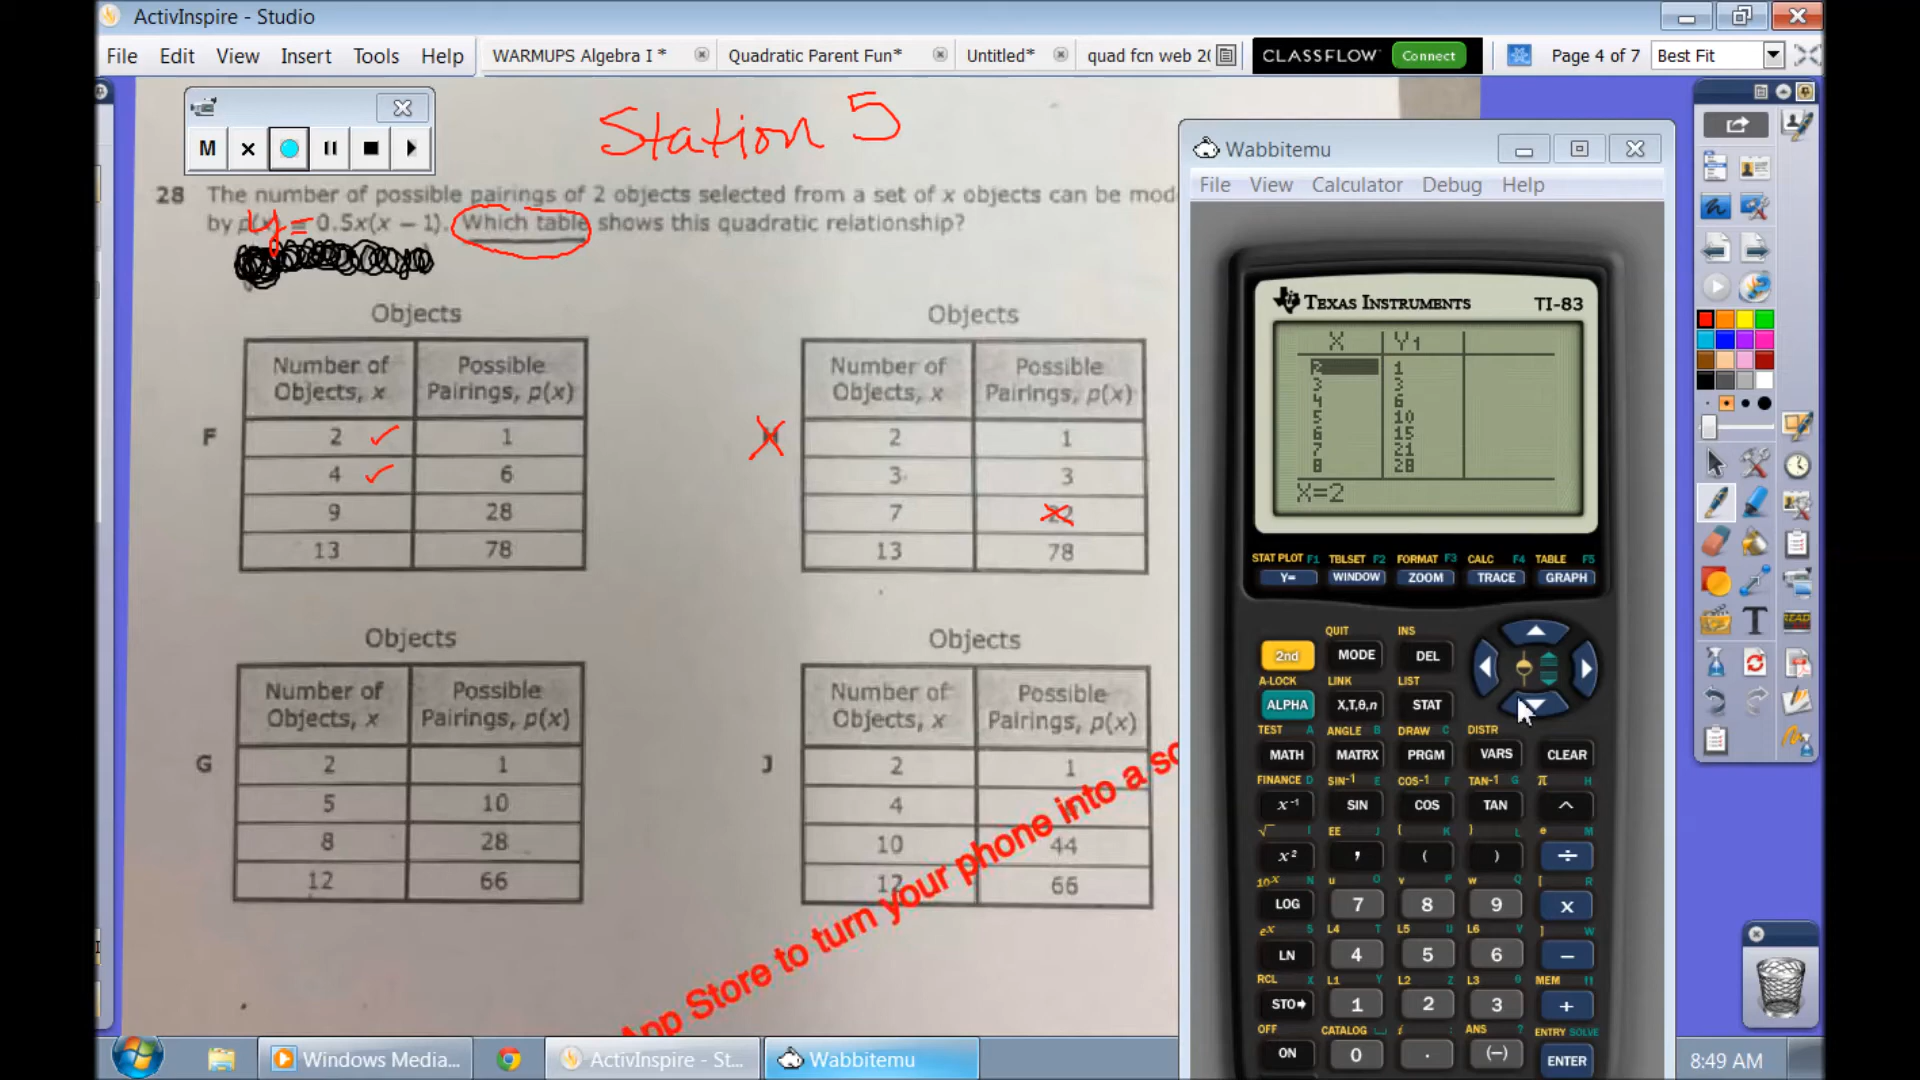 ActivInspire - Studio
File Edit View Insert Tools Help WARMUPS Algebra I * Quadratic Parent Fun* Untitled* quad fcn web 20 CLASSFLOW Connect Page 4 of 7 Best Fit
M
Station 5
28 The number of possible pairings of 2 objects selected from a set of x objects can be mode
by p(x) = 0.5x(x − 1). Which table shows this quadratic relationship?
y =
Objects
Number of Objects, x Possible Pairings, p(x)
F
2 1
4 6
9 28
13 78
Objects
Number of Objects, x Possible Pairings, p(x)
H
2 1
3 3
7 22
13 78
Objects
Number of Objects, x Possible Pairings, p(x)
G
2 1
5 10
8 28
12 66
Objects
Number of Objects, x Possible Pairings, p(x)
J
2 1
4
10 44
12 66
App Store to turn your phone into a sc
Wabbitemu
File View Calculator Debug Help
TEXAS INSTRUMENTS TI-83
X Y1
2 1
3 3
4 6
5 10
6 15
7 21
8 28
X=2
STAT PLOT F1 TBLSET F2 FORMAT F3 CALC F4 TABLE F5
Y= WINDOW ZOOM TRACE GRAPH
QUIT INS
2nd MODE DEL
A-LOCK LINK LIST
ALPHA X,T,θ,n STAT
TEST A ANGLE B DRAW C DISTR
MATH MATRX PRGM VARS CLEAR
FINANCE D SIN-1 E COS-1 F TAN-1 G π H
x-1 SIN COS TAN ^
√ I EE J { K } L e M
x² , ( ) ÷
10x N u O v P w Q [ R
LOG 7 8 9 x
ex S L4 T L5 U L6 V ] W
LN 4 5 6 −
RCL X L1 Y L2 Z L3 θ MEM "
STO➔ 1 2 3 +
OFF CATALOG i : ANS ? ENTRY SOLVE
ON 0 . (−) ENTER
READ
Windows Media... ActivInspire - St... Wabbitemu 8:49 AM